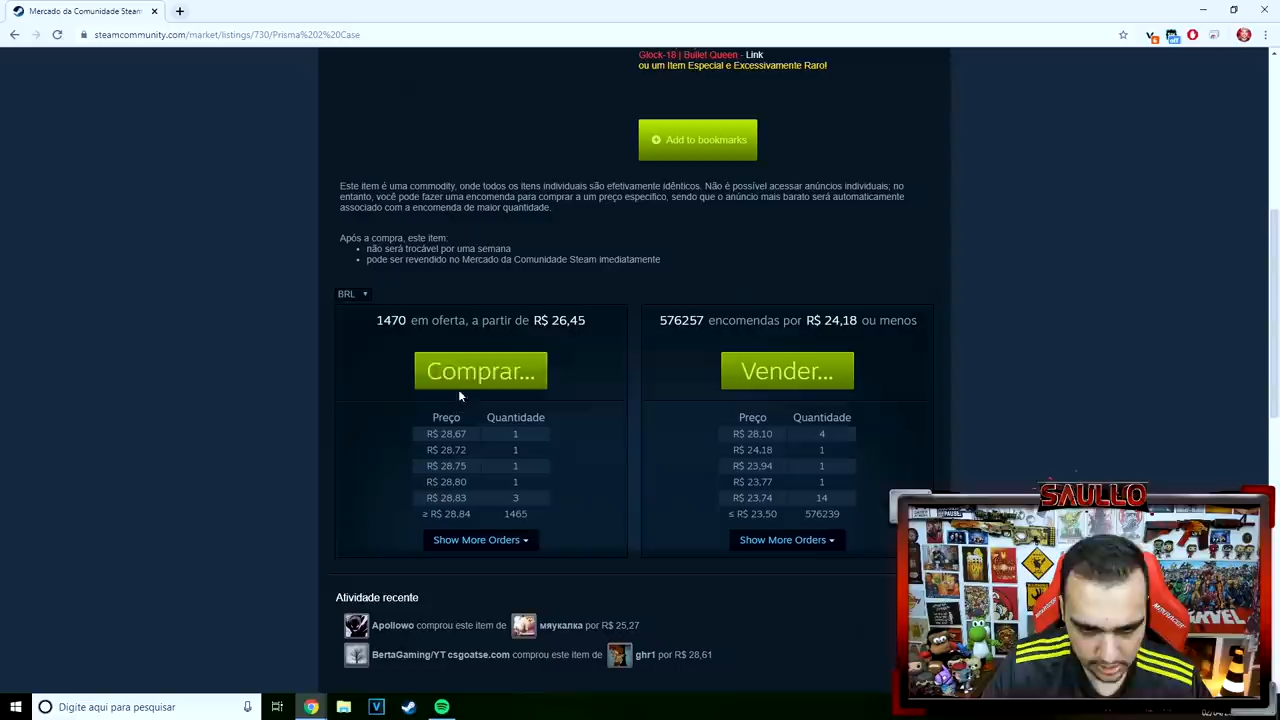 Mercado da Comunidade Steam
steamcommunity.com/market/listings/730/Prisma%202%20Case
Glock-18 | Bullet Queen - Link
ou um Item Especial e Excessivamente Raro!
Add to bookmarks
Este item é uma commodity, onde todos os itens individuais são efetivamente idênticos. Não é possível acessar anúncios individuais; no
entanto, você pode fazer uma encomenda para comprar a um preço específico, sendo que o anúncio mais barato será automaticamente
associado com a encomenda de maior quantidade.
Após a compra, este item:
não será trocável por uma semana
pode ser revendido no Mercado da Comunidade Steam imediatamente
BRL
1470 em oferta, a partir de R$ 26,45
Comprar...
Preço Quantidade
R$ 28,67 1
R$ 28,72 1
R$ 28,75 1
R$ 28,80 1
R$ 28,83 3
≥ R$ 28,84 1465
Show More Orders
576257 encomendas por R$ 24,18 ou menos
Vender...
Preço Quantidade
R$ 28,10 4
R$ 24,18 1
R$ 23,94 1
R$ 23,77 1
R$ 23,74 14
≤ R$ 23,50 576239
Show More Orders
Atividade recente
Apollowo comprou este item de мяукалка por R$ 25,27
BertaGaming/YT csgoatse.com comprou este item de ghr1 por R$ 28,61
SAULLO
MARVEL
Digite aqui para pesquisar